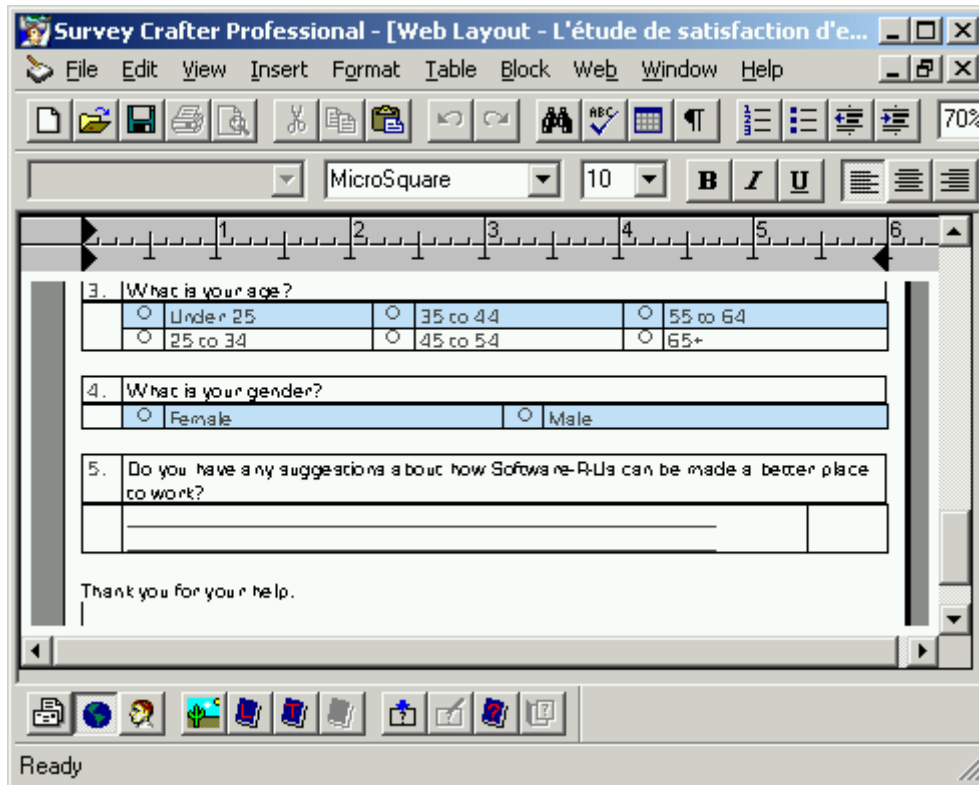 Survey Crafter Professional - [Web Layout - L'étude de satisfaction d'e...
File Edit View Insert Format Table Block Web Window Help
ABC 70%
MicroSquare 10 B I U
1 2 3 4 5 6
3. What is your age?
Under 25 35 to 44 55 to 64
25 to 34 45 to 54 65+
4. What is your gender?
Female Male
5. Do you have any suggestions about how Software-R-Us can be made a better place
to work?
Thank you for your help.
Ready